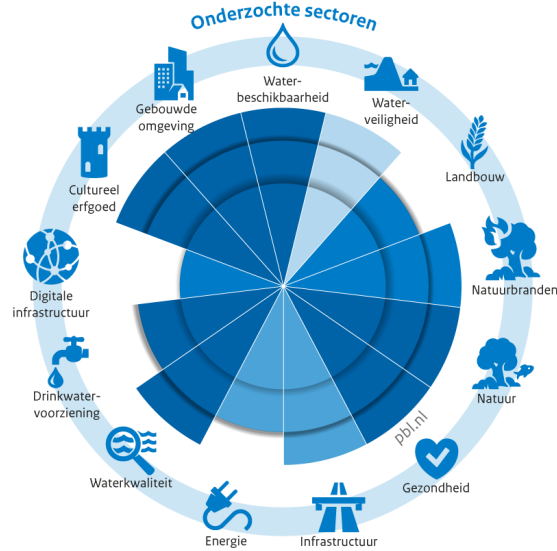 Onderzochte sectoren
Water-
beschikbaarheid
Water-
veiligheid
Landbouw
Natuurbranden
Natuur
Gezondheid
Infrastructuur
Energie
Waterkwaliteit
Drinkwater-
voorziening
Digitale
infrastructuur
Cultureel
erfgoed
Gebouwde
omgeving
pbl.nl